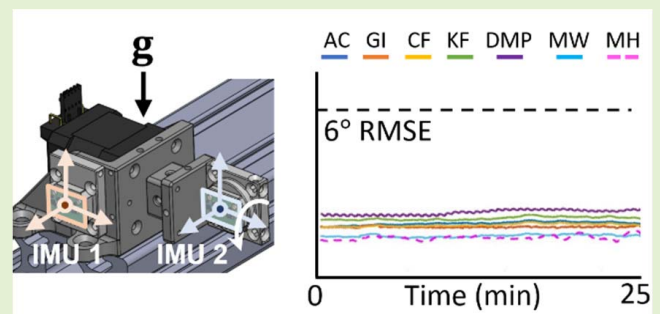 g
IMU 1
IMU 2
AC GI CF KF DMP MW MH
6° RMSE
0
Time (min)
25